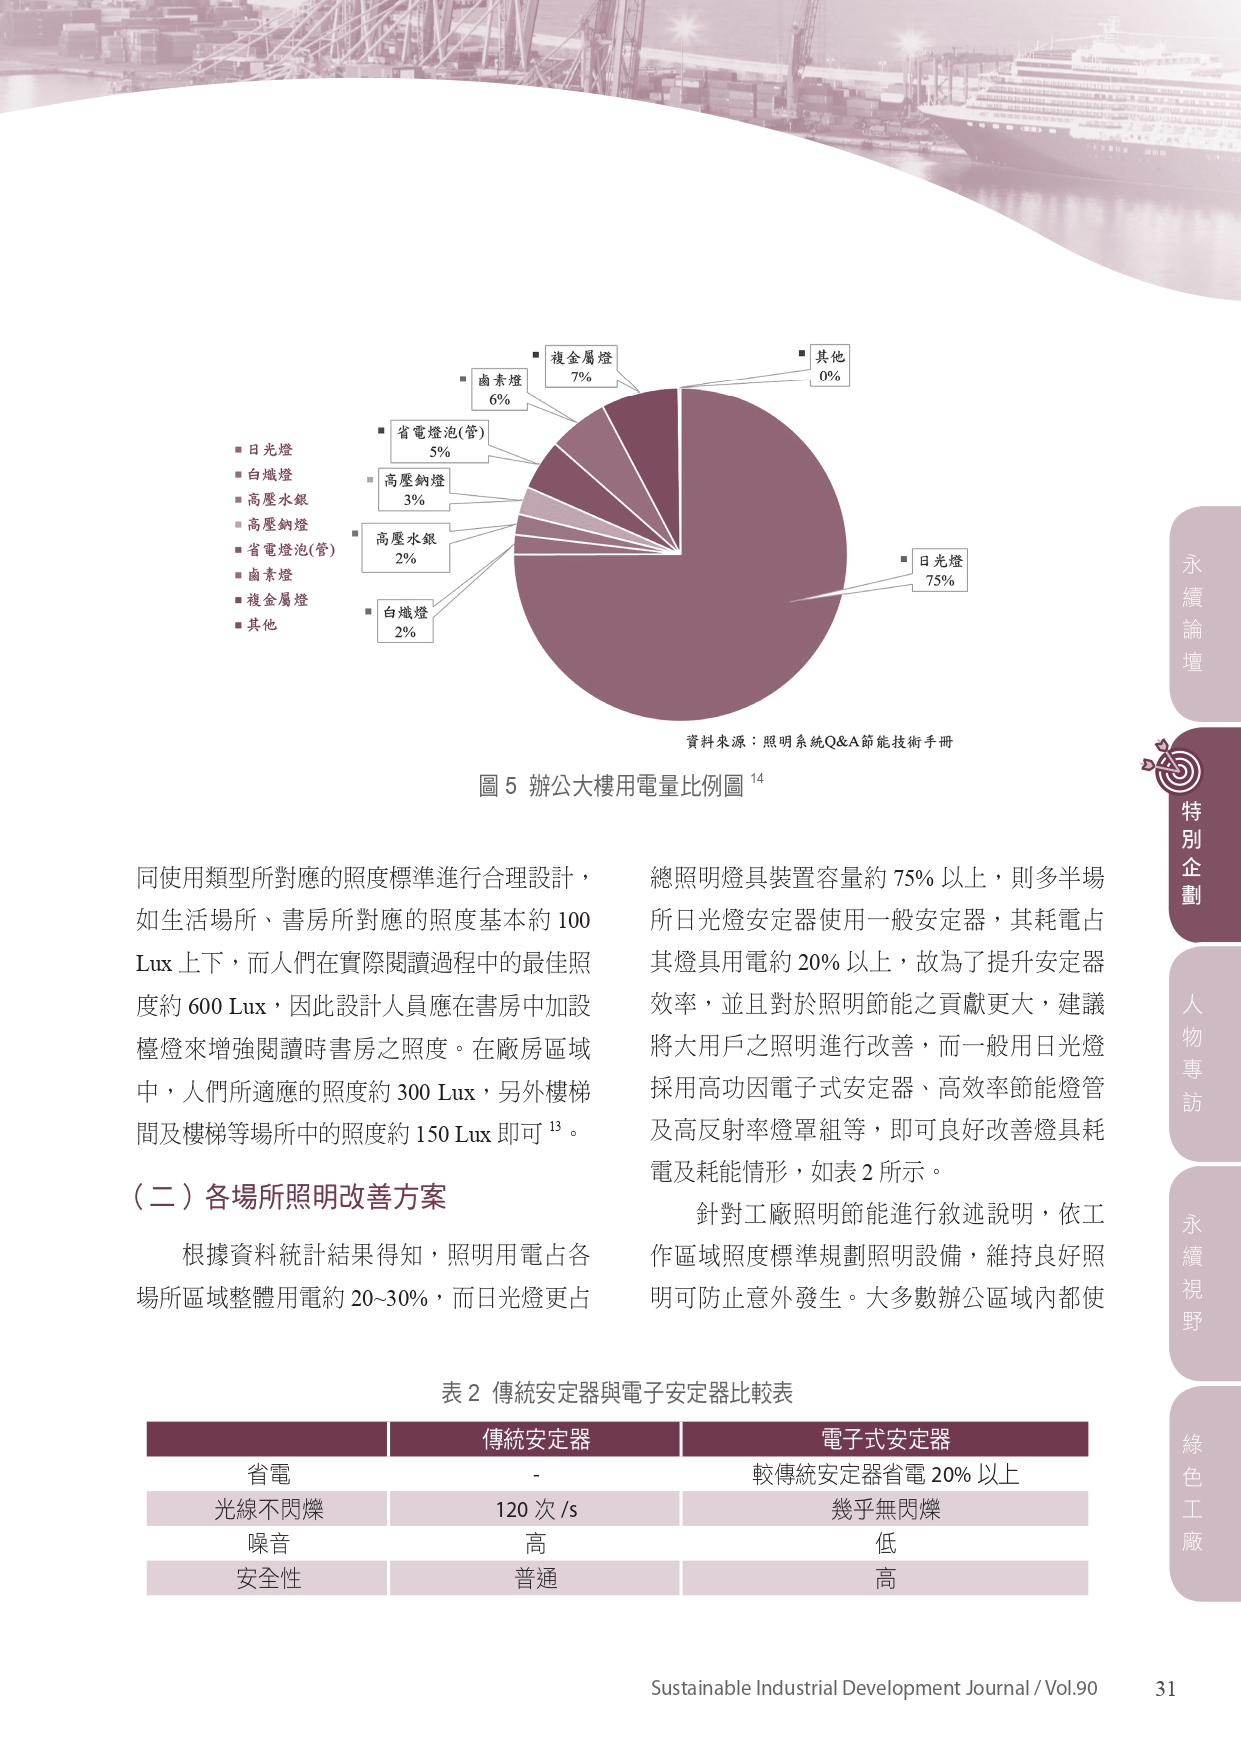 複金屬燈
7%
其他
0%
鹵素燈
6%
省電燈泡(管)
5%
高壓鈉燈
3%
高壓水銀
2%
白熾燈
2%
日光燈
75%
日光燈
白熾燈
高壓水銀
高壓鈉燈
省電燈泡(管)
鹵素燈
複金屬燈
其他
資料來源：照明系統Q&A節能技術手冊
圖 5 辦公大樓用電量比例圖 14
同使用類型所對應的照度標準進行合理設計，
如生活場所、書房所對應的照度基本約 100
Lux 上下，而人們在實際閱讀過程中的最佳照
度約 600 Lux，因此設計人員應在書房中加設
檯燈來增強閱讀時書房之照度。在廠房區域
中，人們所適應的照度約 300 Lux，另外樓梯
間及樓梯等場所中的照度約 150 Lux 即可 13。
（二）各場所照明改善方案
根據資料統計結果得知，照明用電占各
場所區域整體用電約 20~30%，而日光燈更占
總照明燈具裝置容量約 75% 以上，則多半場
所日光燈安定器使用一般安定器，其耗電占
其燈具用電約 20% 以上，故為了提升安定器
效率，並且對於照明節能之貢獻更大，建議
將大用戶之照明進行改善，而一般用日光燈
採用高功因電子式安定器、高效率節能燈管
及高反射率燈罩組等，即可良好改善燈具耗
電及耗能情形，如表 2 所示。
針對工廠照明節能進行敘述說明，依工
作區域照度標準規劃照明設備，維持良好照
明可防止意外發生。大多數辦公區域內都使
表 2 傳統安定器與電子安定器比較表
傳統安定器 電子式安定器
省電 - 較傳統安定器省電 20% 以上
光線不閃爍 120 次 /s 幾乎無閃爍
噪音 高 低
安全性 普通 高
永續論壇
特別企劃
人物專訪
永續視野
綠色工廠
Sustainable Industrial Development Journal / Vol.90 31